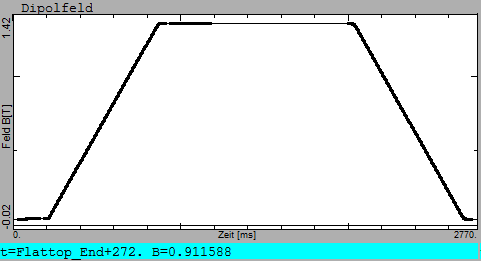 Dipolfeld
1.42
Feld B[T]
-0.02
0.
Zeit [ms]
2770.
t=Flattop_End+272. B=0.911588